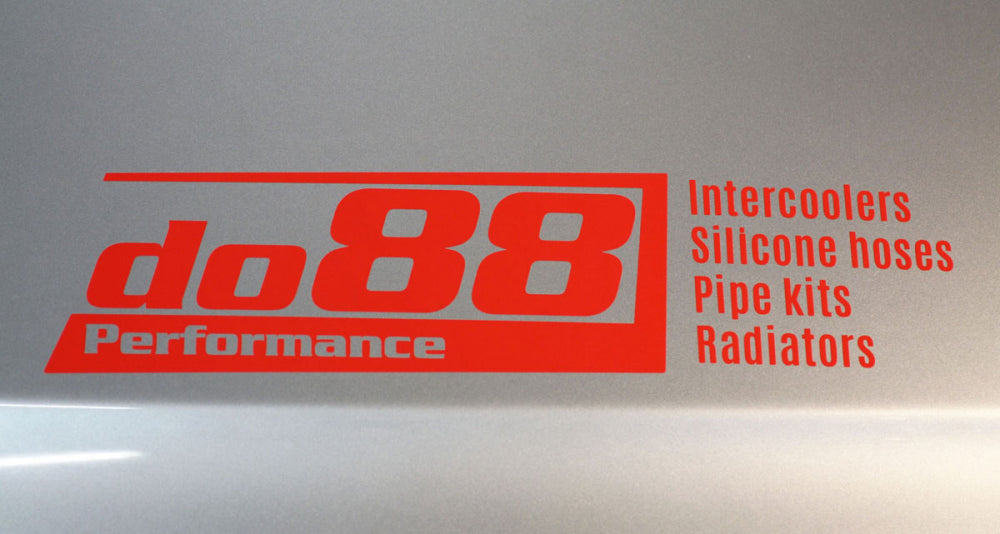 do88
Performance
Intercoolers
Silicone hoses
Pipe kits
Radiators